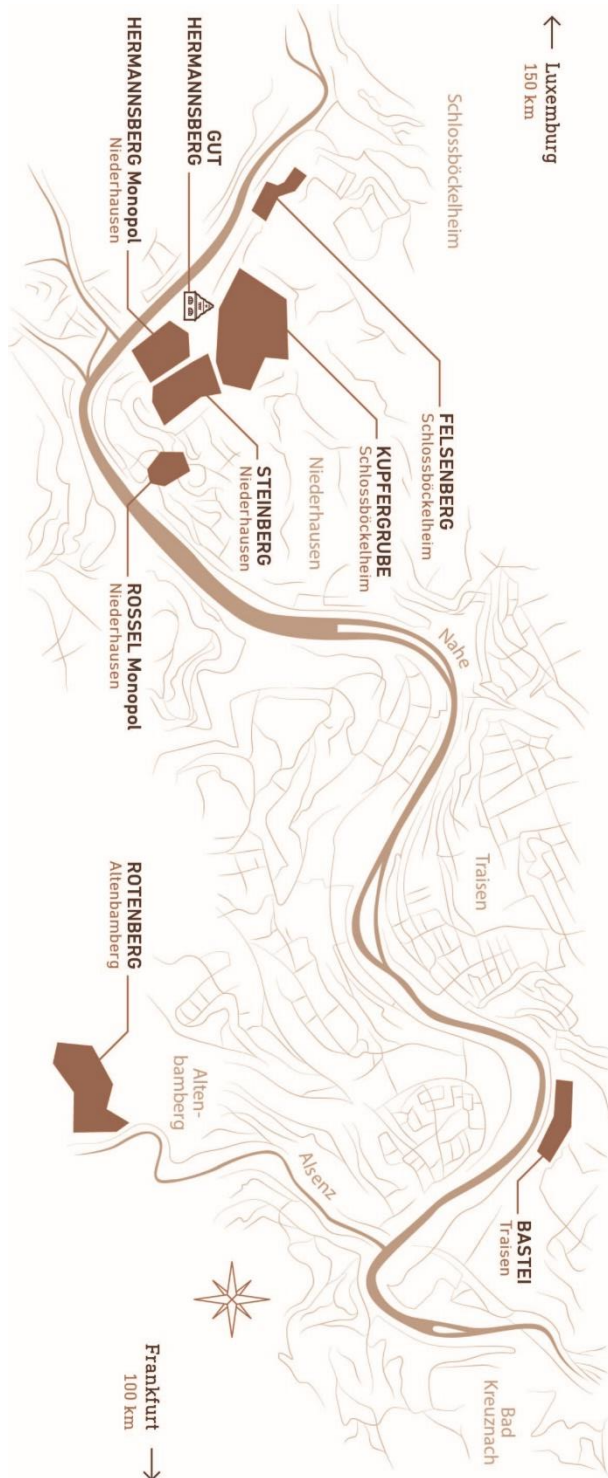 Luxemburg
150 km
BASTEI
Traisen
Bad
Kreuznach
Traisen
Schlossböckelheim
FELSENBERG
Schlossböckelheim
Nahe
KUPFERGRUBE
Schlossböckelheim
Niederhausen
Alsenz
STEINBERG
Niederhausen
GUT
HERMANNSBERG
Alten-
bamberg
Frankfurt
100 km
HERMANNSBERG Monopol
Niederhausen
ROSSEL Monopol
Niederhausen
ROTENBERG
Altenbamberg